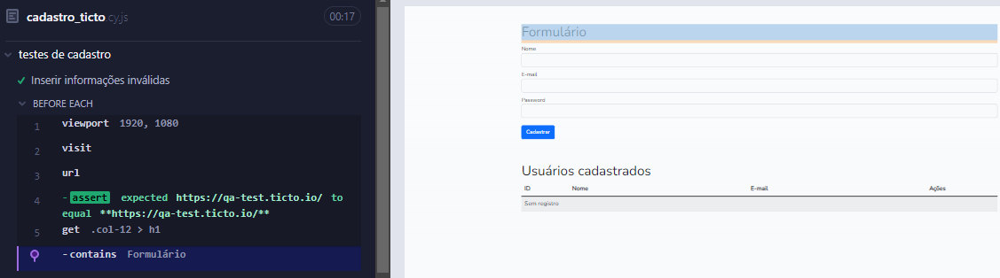 cadastro_ticto cy.js 00:17
testes de cadastro
Inserir informações inválidas
BEFORE EACH
1 viewport 1920, 1080
2 visit
3 url
4 -assert expected https://qa-test.ticto.io/ to
equal **https://qa-test.ticto.io/**
5 get .col-12 > h1
-contains Formulário
Formulário
Nome
E-mail
Password
Cadastrar
Usuários cadastrados
ID Nome E-mail Ações
Sem registro